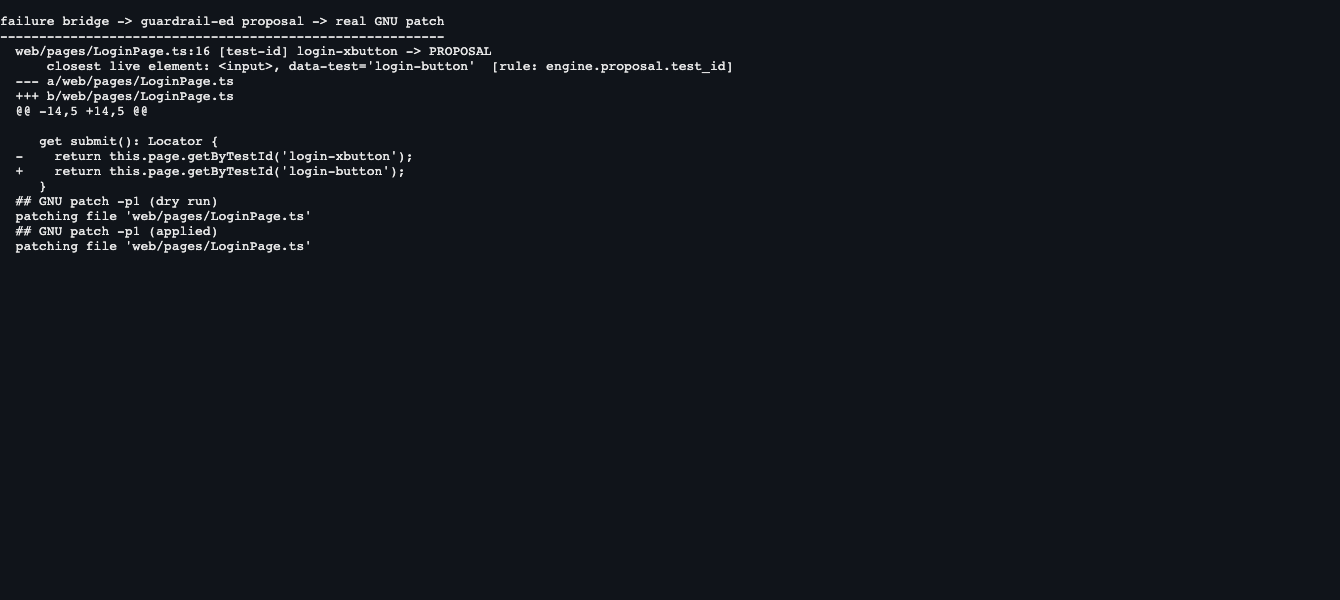 failure bridge -> guardrail-ed proposal -> real GNU patch
---------------------------------------------------------
  web/pages/LoginPage.ts:16 [test-id] login-xbutton -> PROPOSAL
      closest live element: <input>, data-test='login-button'  [rule: engine.proposal.test_id]
  --- a/web/pages/LoginPage.ts
  +++ b/web/pages/LoginPage.ts
  @@ -14,5 +14,5 @@
     get submit(): Locator {
  -    return this.page.getByTestId('login-xbutton');
  +    return this.page.getByTestId('login-button');
     }
  ## GNU patch -p1 (dry run)
  patching file 'web/pages/LoginPage.ts'
  ## GNU patch -p1 (applied)
  patching file 'web/pages/LoginPage.ts'